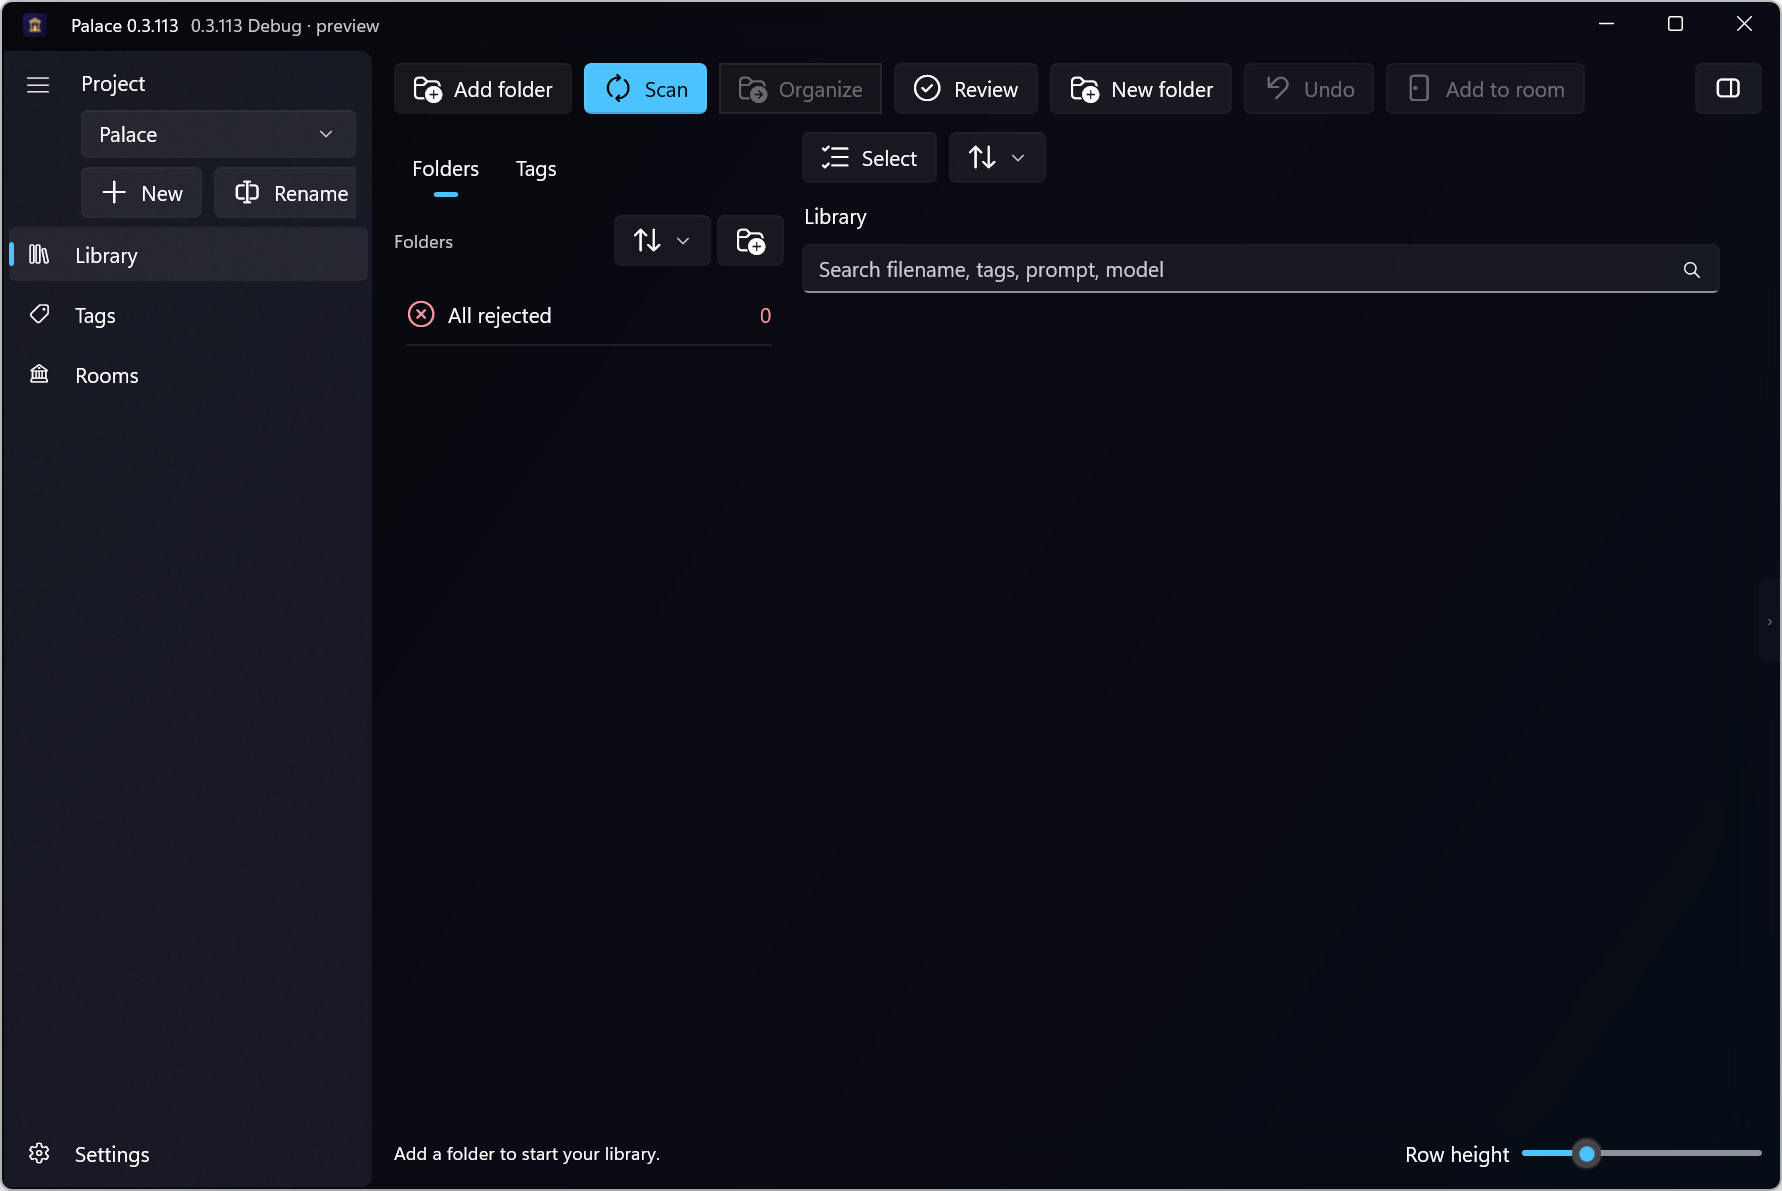 Palace 0.3.113 0.3.113 Debug · preview
Project
Palace
New Rename
Library
Tags
Rooms
Settings
Add folder Scan Organize Review New folder Undo Add to room
Folders Tags
Folders
All rejected 0
Select
Library
Search filename, tags, prompt, model
Add a folder to start your library.
Row height